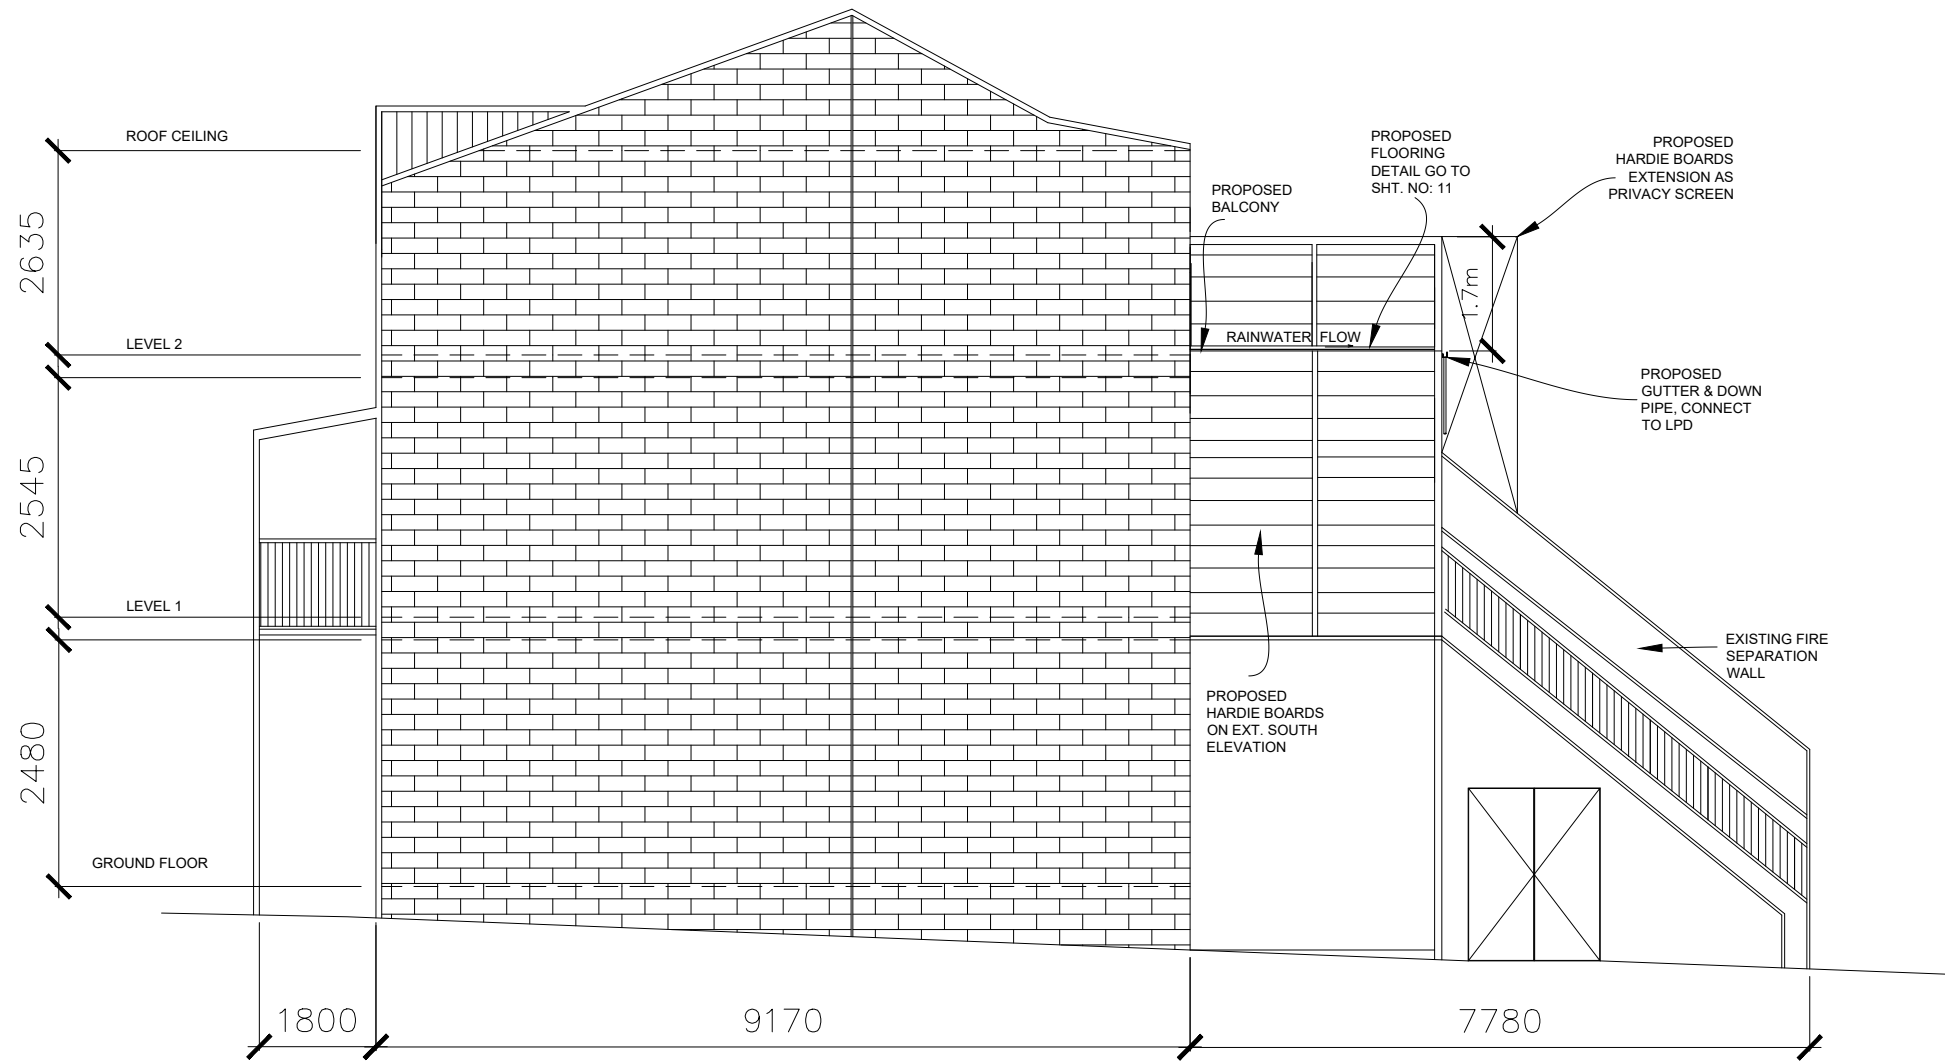 ROOF CEILING
2635
LEVEL 2
2545
LEVEL 1
2480
GROUND FLOOR
PROPOSED
BALCONY
PROPOSED
FLOORING
DETAIL GO TO
SHT. NO: 11
PROPOSED
HARDIE BOARDS
EXTENSION AS
PRIVACY SCREEN
1.7m
RAINWATER FLOW
PROPOSED
GUTTER & DOWN
PIPE, CONNECT
TO LPD
EXISTING FIRE
SEPARATION
WALL
PROPOSED
HARDIE BOARDS
ON EXT. SOUTH
ELEVATION
1800
9170
7780